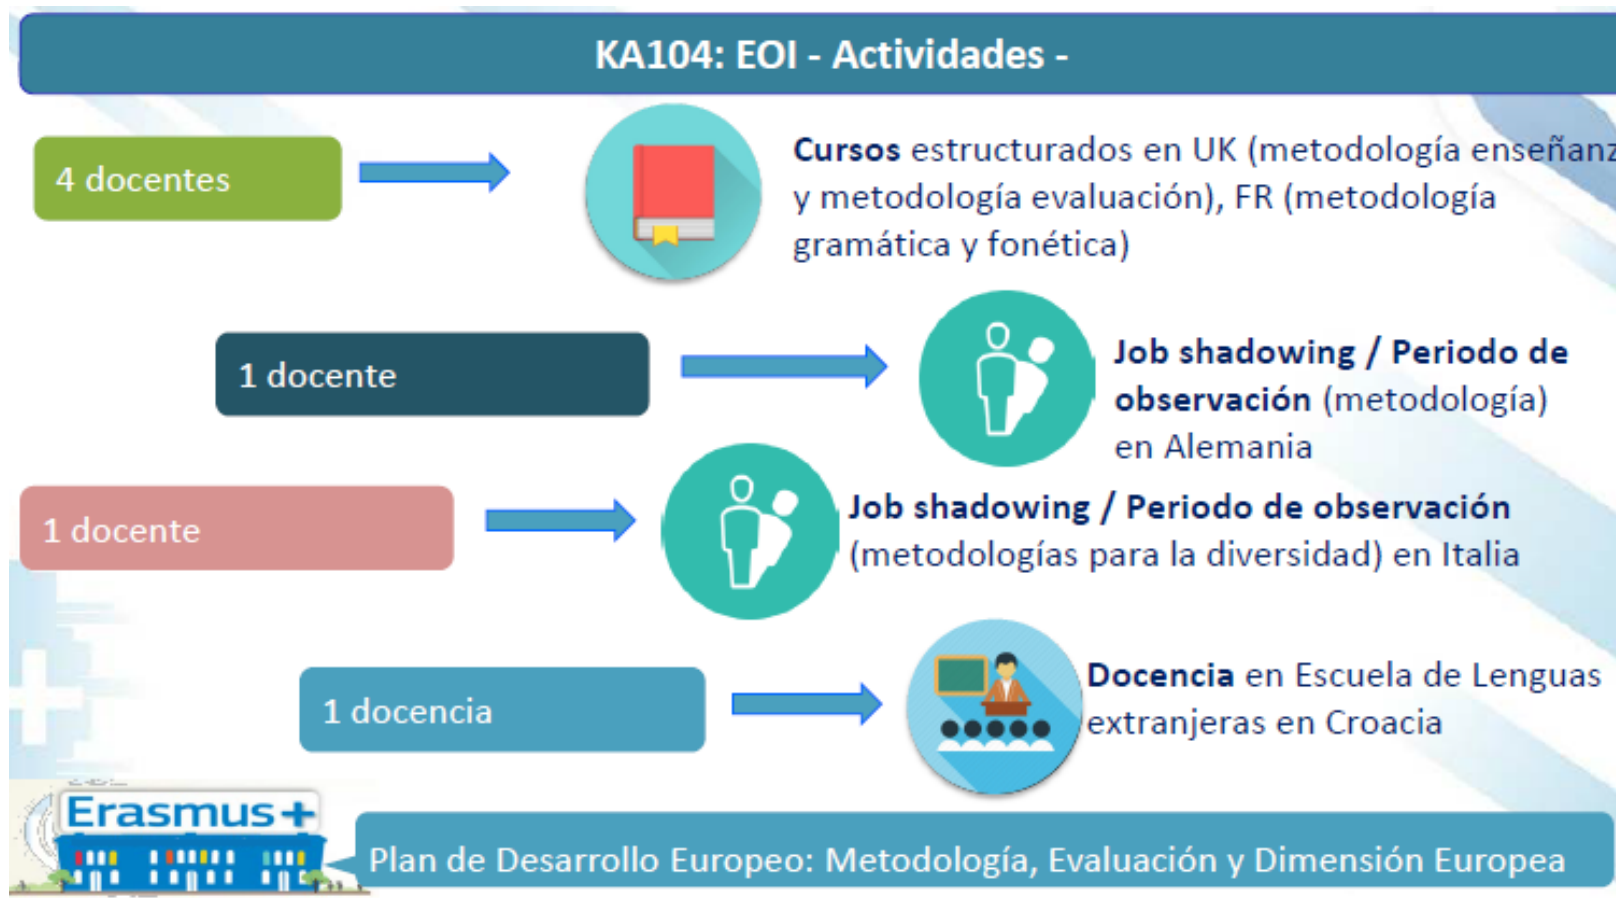 KA104: EOI - Actividades -
4 docentes
Cursos estructurados en UK (metodología enseñanz
y metodología evaluación), FR (metodología
gramática y fonética)
1 docente
Job shadowing / Periodo de
observación (metodología)
en Alemania
1 docente
Job shadowing / Periodo de observación
(metodologías para la diversidad) en Italia
1 docencia
Docencia en Escuela de Lenguas
extranjeras en Croacia
Erasmus+
Plan de Desarrollo Europeo: Metodología, Evaluación y Dimensión Europea